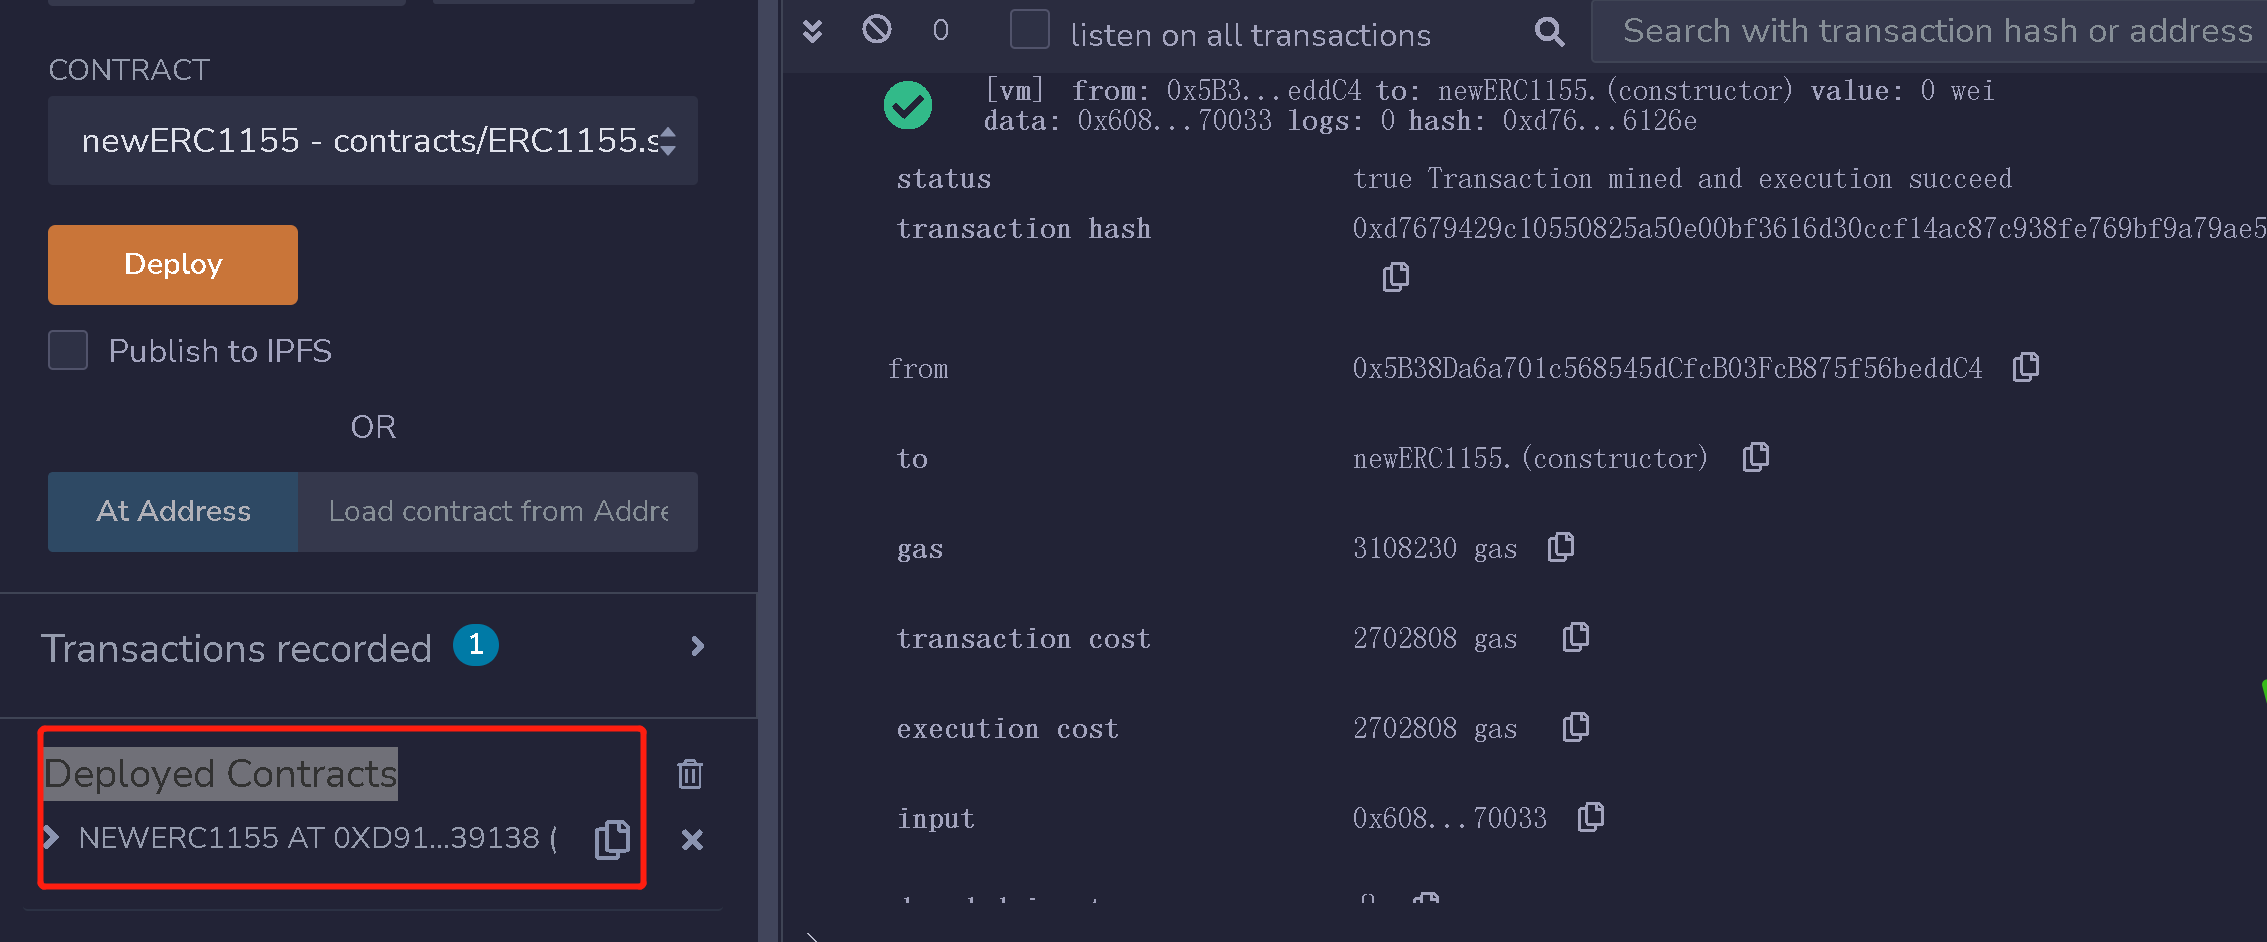 CONTRACT
newERC1155 - contracts/ERC1155.s
Deploy
Publish to IPFS
OR
At Address
Load contract from Addre
Transactions recorded 1
Deployed Contracts
NEWERC1155 AT 0XD91...39138 (
0
listen on all transactions
Search with transaction hash or address
[vm] from: 0x5B3...eddC4 to: newERC1155.(constructor) value: 0 wei
data: 0x608...70033 logs: 0 hash: 0xd76...6126e
status true Transaction mined and execution succeed
transaction hash 0xd7679429c10550825a50e00bf3616d30ccf14ac87c938fe769bf9a79ae5
from 0x5B38Da6a701c568545dCfcB03FcB875f56beddC4
to newERC1155.(constructor)
gas 3108230 gas
transaction cost 2702808 gas
execution cost 2702808 gas
input 0x608...70033